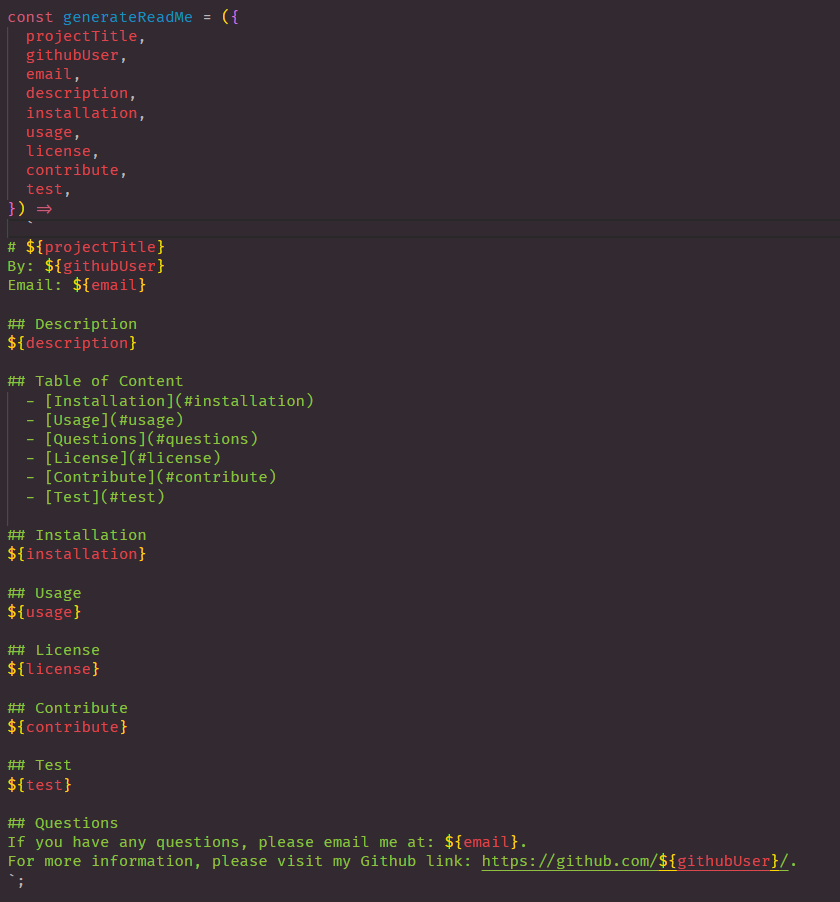 const generateReadMe = ({
  projectTitle,
  githubUser,
  email,
  description,
  installation,
  usage,
  license,
  contribute,
  test,
}) =>
  `
# ${projectTitle}
By: ${githubUser}
Email: ${email}

## Description
${description}

## Table of Content
  - [Installation](#installation)
  - [Usage](#usage)
  - [Questions](#questions)
  - [License](#license)
  - [Contribute](#contribute)
  - [Test](#test)

## Installation
${installation}

## Usage
${usage}

## License
${license}

## Contribute
${contribute}

## Test
${test}

## Questions
If you have any questions, please email me at: ${email}.
For more information, please visit my Github link: https://github.com/${githubUser}/.
`;